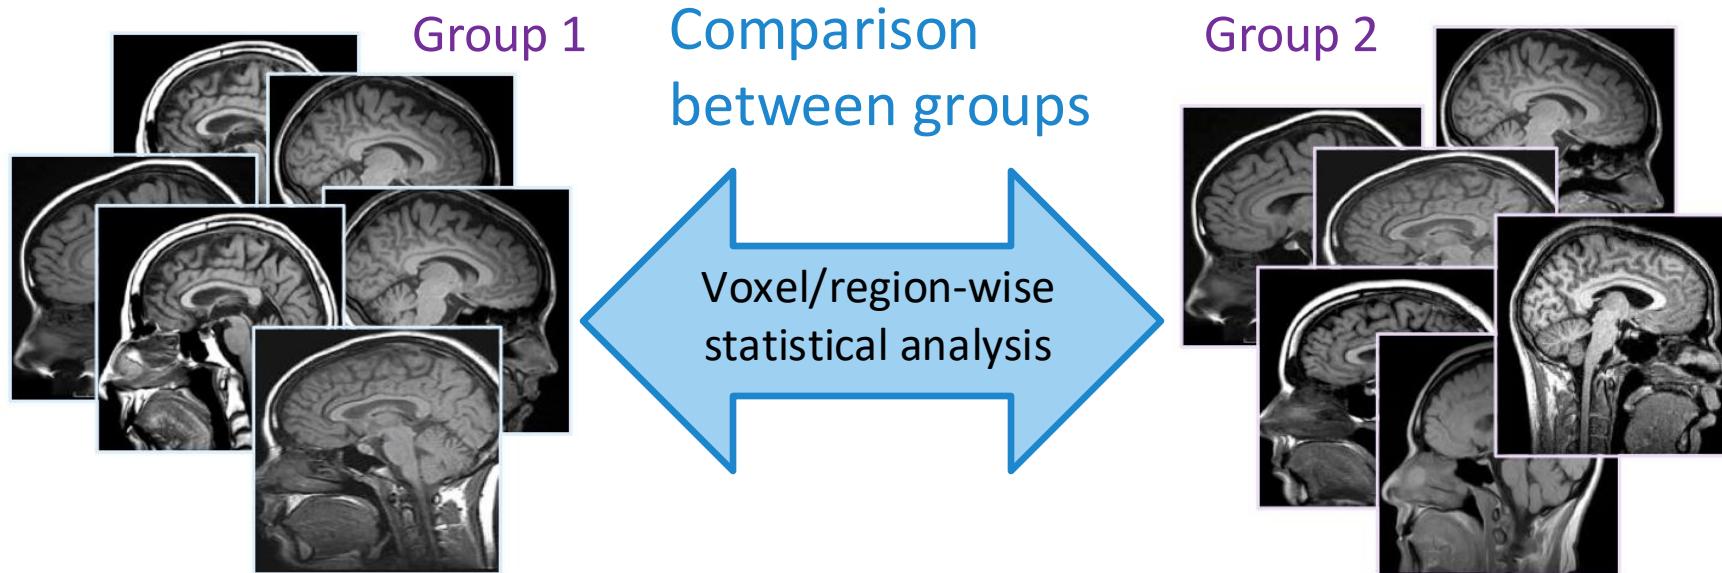 Group 1
Comparison
between groups
Group 2
Voxel/region-wise
statistical analysis